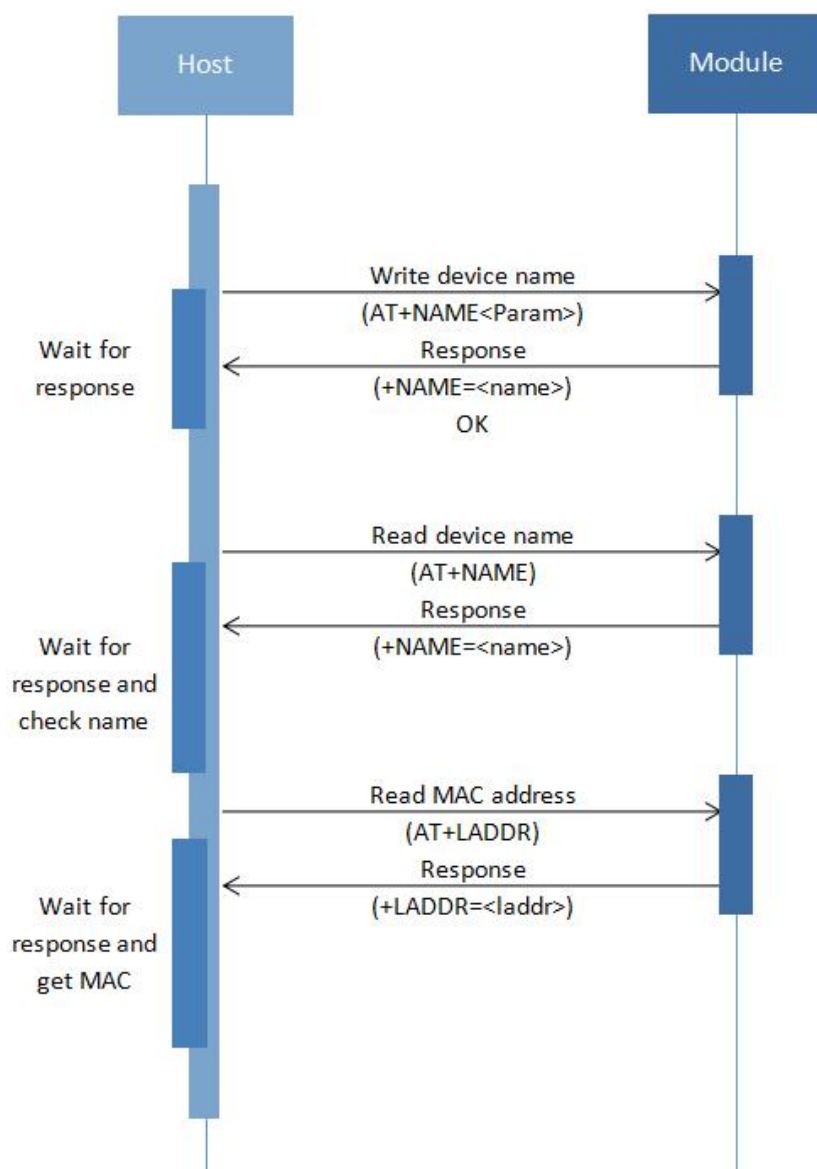 Host
Module
Write device name
(AT+NAME<Param>)
Wait for
response
Response
(+NAME=<name>)
OK
Read device name
(AT+NAME)
Response
(+NAME=<name>)
Wait for
response and
check name
Read MAC address
(AT+LADDR)
Response
(+LADDR=<laddr>)
Wait for
response and
get MAC